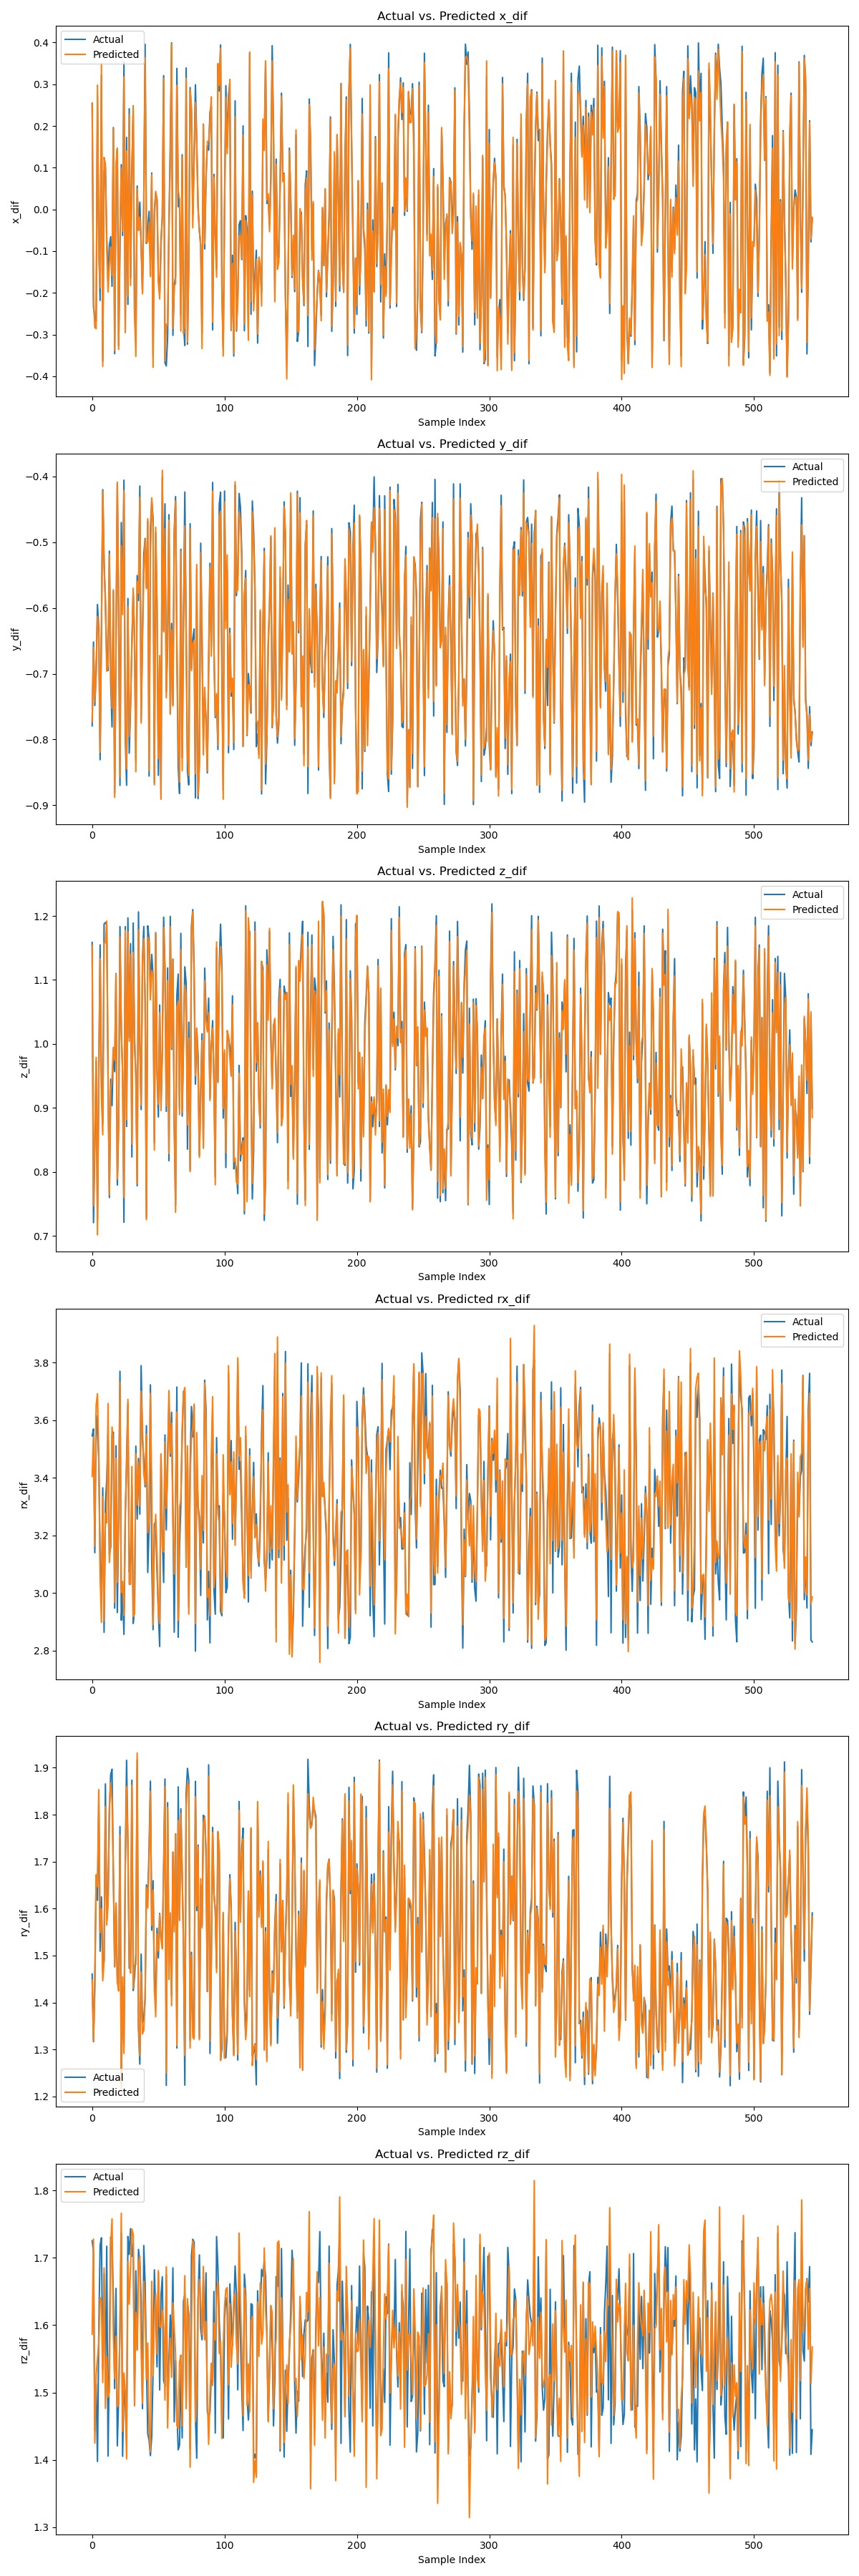 Actual vs. Predicted x_dif
Actual
Predicted
x_dif
0.4
0.3
0.2
0.1
0.0
−0.1
−0.2
−0.3
−0.4
0 100 200 300 400 500
Sample Index
Actual vs. Predicted y_dif
Actual
Predicted
y_dif
−0.4
−0.5
−0.6
−0.7
−0.8
−0.9
0 100 200 300 400 500
Sample Index
Actual vs. Predicted z_dif
Actual
Predicted
z_dif
1.2
1.1
1.0
0.9
0.8
0.7
0 100 200 300 400 500
Sample Index
Actual vs. Predicted rx_dif
Actual
Predicted
rx_dif
3.8
3.6
3.4
3.2
3.0
2.8
0 100 200 300 400 500
Sample Index
Actual vs. Predicted ry_dif
ry_dif
1.9
1.8
1.7
1.6
1.5
1.4
1.3
1.2
Actual
Predicted
0 100 200 300 400 500
Sample Index
Actual vs. Predicted rz_dif
Actual
Predicted
rz_dif
1.8
1.7
1.6
1.5
1.4
1.3
0 100 200 300 400 500
Sample Index